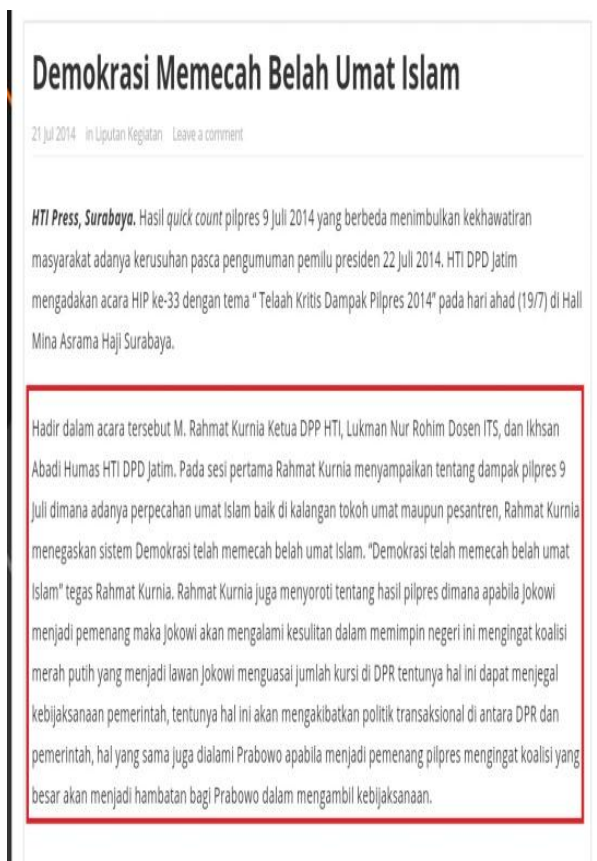 Demokrasi Memecah Belah Umat Islam
21 Jul 2014 in Liputan Kegiatan Leave a comment
HTI Press, Surabaya. Hasil quick count pilpres 9 Juli 2014 yang berbeda menimbulkan kekhawatiran
masyarakat adanya kerusuhan pasca pengumuman pemilu presiden 22 Juli 2014. HTI DPD Jatim
mengadakan acara HIP ke-33 dengan tema “ Telaah Kritis Dampak Pilpres 2014” pada hari ahad (19/7) di Hall
Mina Asrama Haji Surabaya.
Hadir dalam acara tersebut M. Rahmat Kurnia Ketua DPP HTI, Lukman Nur Rohim Dosen ITS, dan Ikhsan
Abadi Humas HTI DPD Jatim. Pada sesi pertama Rahmat Kurnia menyampaikan tentang dampak pilpres 9
Juli dimana adanya perpecahan umat Islam baik di kalangan tokoh umat maupun pesantren, Rahmat Kurnia
menegaskan sistem Demokrasi telah memecah belah umat Islam. “Demokrasi telah memecah belah umat
Islam” tegas Rahmat Kurnia. Rahmat Kurnia juga menyoroti tentang hasil pilpres dimana apabila Jokowi
menjadi pemenang maka Jokowi akan mengalami kesulitan dalam memimpin negeri ini mengingat koalisi
merah putih yang menjadi lawan Jokowi menguasai jumlah kursi di DPR tentunya hal ini dapat menjegal
kebijaksanaan pemerintah, tentunya hal ini akan mengakibatkan politik transaksional di antara DPR dan
pemerintah, hal yang sama juga dialami Prabowo apabila menjadi pemenang pilpres mengingat koalisi yang
besar akan menjadi hambatan bagi Prabowo dalam mengambil kebijaksanaan.